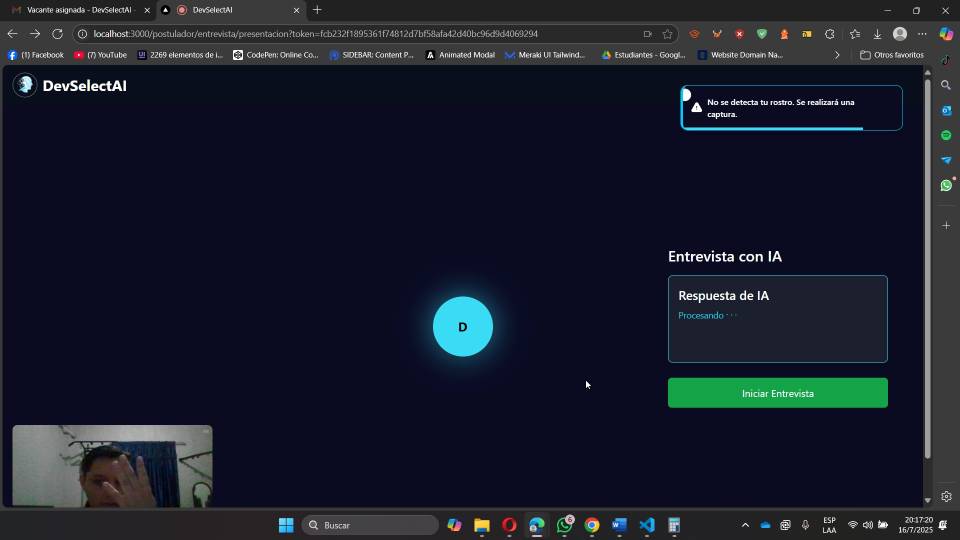 Vacante asignada - DevSelectAI -
DevSelectAI
localhost:3000/postulador/entrevista/presentacion?token=fcb232f1895361f74812d7bf58afa42d40bc96d9d4069294
(1) Facebook
(7) YouTube
2269 elementos de i...
CodePen: Online Co...
SIDEBAR: Content P...
Animated Modal
Meraki UI Tailwind...
Estudiantes - Googl...
Website Domain Na...
Otros favoritos
DevSelectAI
No se detecta tu rostro. Se realizará una
captura.
Entrevista con IA
Respuesta de IA
Procesando · · ·
D
Iniciar Entrevista
Buscar
6
ESP
LAA
20:17:20
16/7/2025